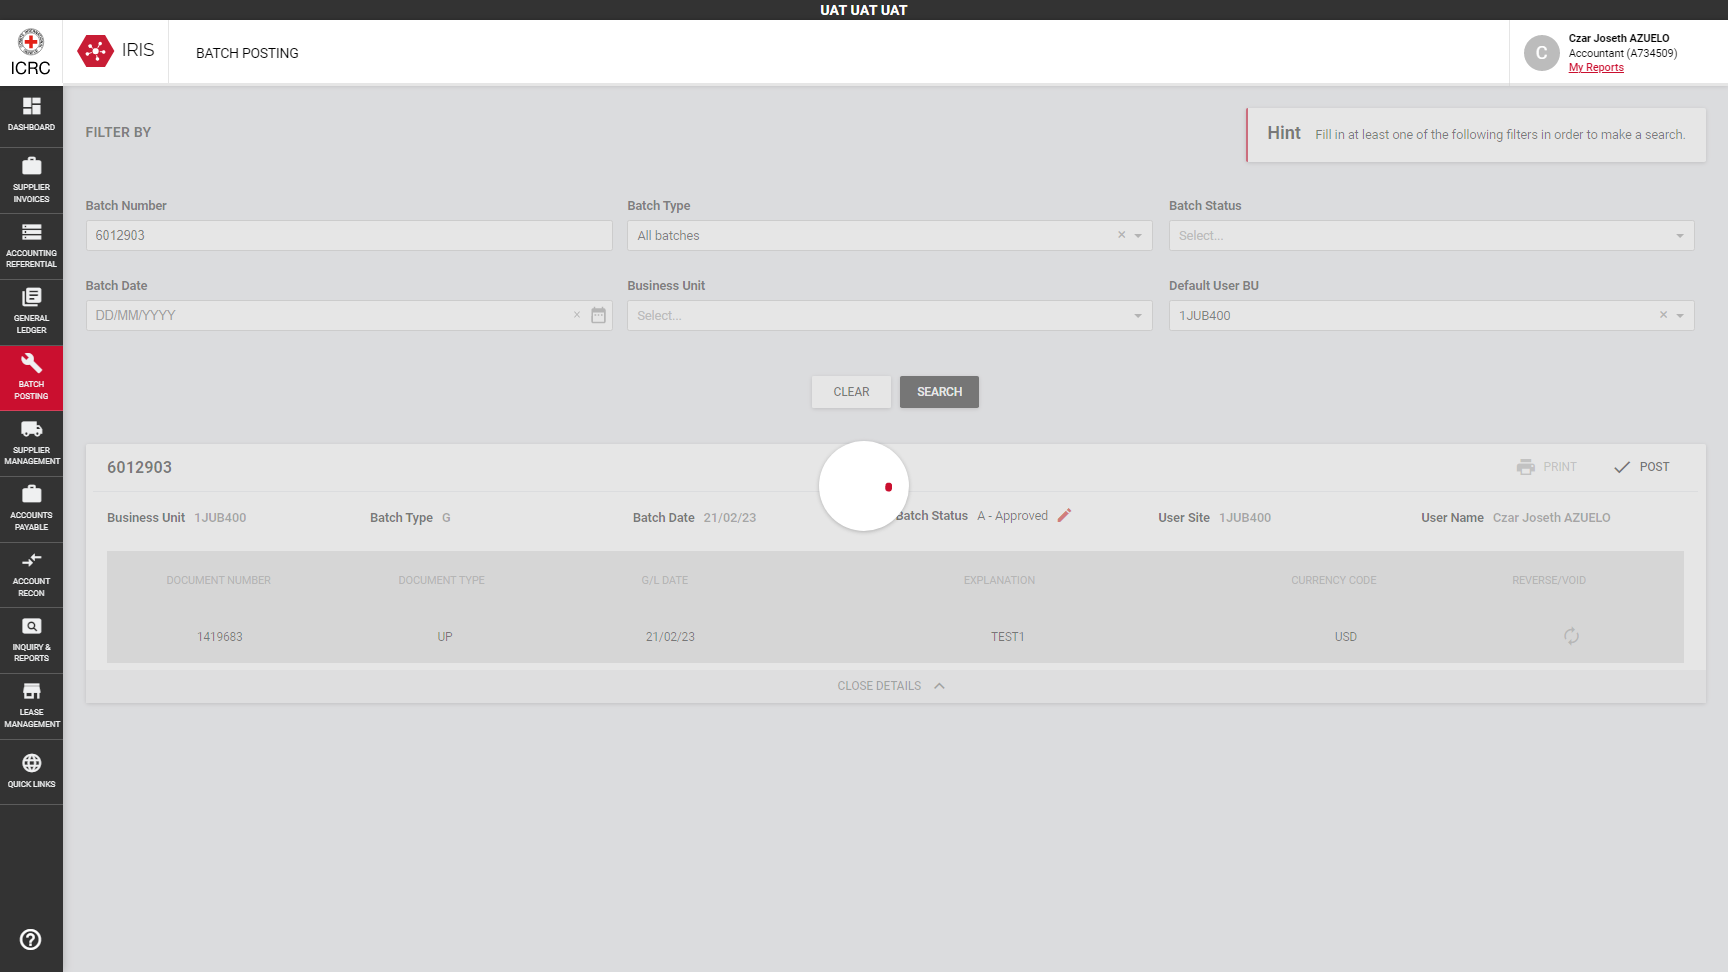 UAT UAT UAT
ICRC
IRIS
BATCH POSTING
C
Czar Joseth AZUELO
Accountant (A734509)
My Reports
DASHBOARD
SUPPLIER
INVOICES
ACCOUNTING
REFERENTIAL
GENERAL
LEDGER
BATCH
POSTING
SUPPLIER
MANAGEMENT
ACCOUNTS
PAYABLE
ACCOUNT
RECON
INQUIRY &
REPORTS
LEASE
MANAGEMENT
QUICK LINKS
FILTER BY
Hint Fill in at least one of the following filters in order to make a search.
Batch Number Batch Type Batch Status
6012903 All batches Select...
Batch Date Business Unit Default User BU
DD/MM/YYYY Select... 1JUB400
CLEAR SEARCH
6012903 PRINT POST
Business Unit 1JUB400 Batch Type G Batch Date 21/02/23 Batch Status A - Approved User Site 1JUB400 User Name Czar Joseth AZUELO
DOCUMENT NUMBER DOCUMENT TYPE G/L DATE EXPLANATION CURRENCY CODE REVERSE/VOID
1419683 UP 21/02/23 TEST1 USD
CLOSE DETAILS